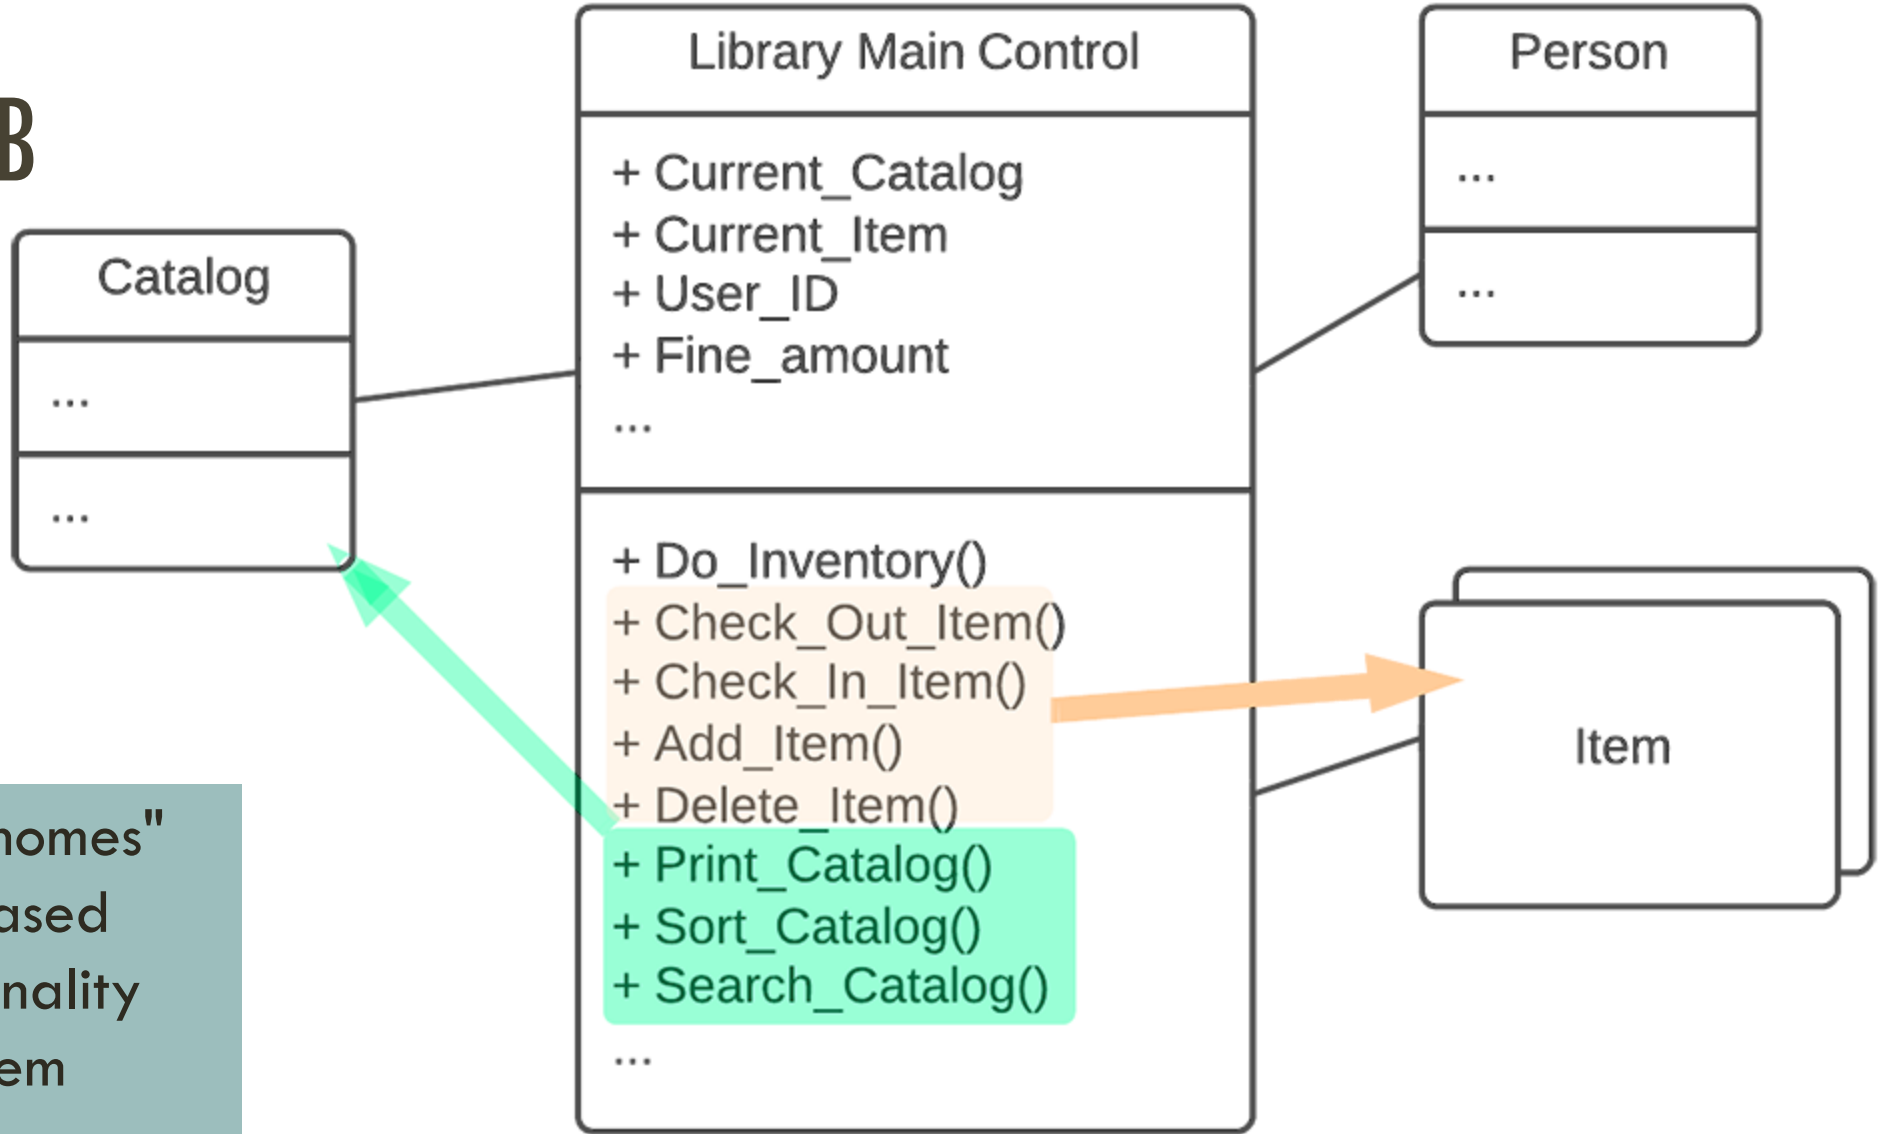 B
Catalog
...
...
homes"
ased
nality
em
Library Main Control
+ Current_Catalog
+ Current_Item
+ User_ID
+ Fine_amount
...
+ Do_Inventory()
+ Check_Out_Item()
+ Check_In_Item()
+ Add_Item()
+ Delete_Item()
+ Print_Catalog()
+ Sort_Catalog()
+ Search_Catalog()
...
Person
...
...
Item